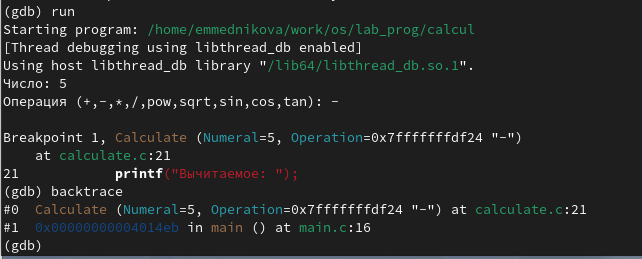 (gdb) run
Starting program: /home/emmednikova/work/os/lab_prog/calcul
[Thread debugging using libthread_db enabled]
Using host libthread_db library "/lib64/libthread_db.so.1".
Число: 5
Операция (+,-,*,/,pow,sqrt,sin,cos,tan): -
Breakpoint 1, Calculate (Numeral=5, Operation=0x7fffffffdf24 "-")
    at calculate.c:21
21            printf("Вычитаемое: ");
(gdb) backtrace
#0  Calculate (Numeral=5, Operation=0x7fffffffdf24 "-") at calculate.c:21
#1  0x00000000004014eb in main () at main.c:16
(gdb)